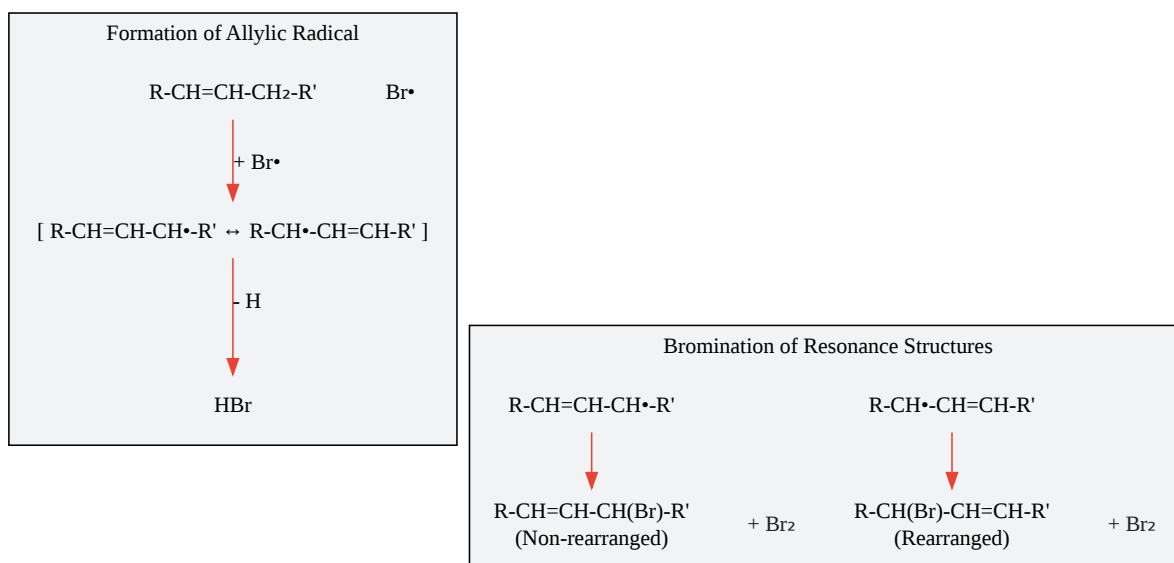 Formation of Allylic Radical
R-CH=CH-CH₂-R' Br•
+ Br•
[ R-CH=CH-CH•-R' ↔ R-CH•-CH=CH-R' ]
- H
HBr
Bromination of Resonance Structures
R-CH=CH-CH•-R' R-CH•-CH=CH-R'
R-CH=CH-CH(Br)-R' + Br₂ R-CH(Br)-CH=CH-R' + Br₂
(Non-rearranged) (Rearranged)